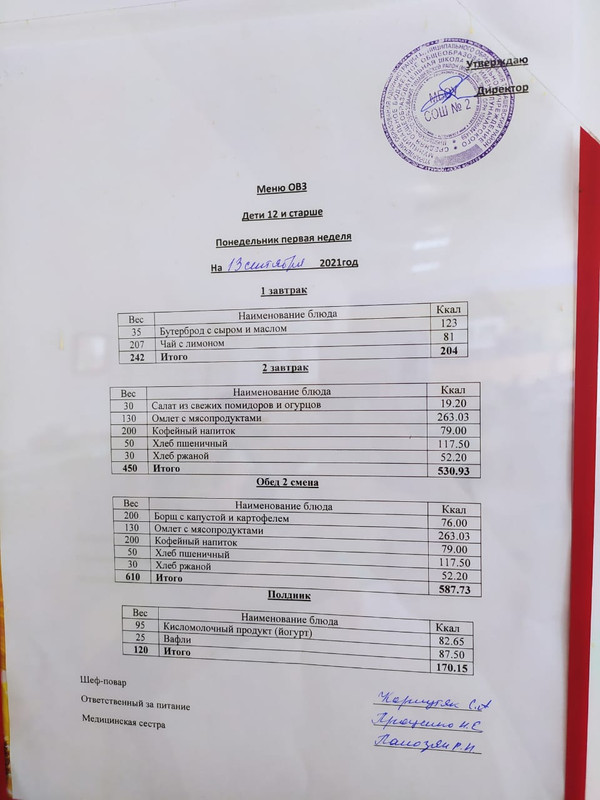 Утверждаю
Директор
МБОУ
СОШ № 2
Меню ОВЗ
Дети 12 и старше
Понедельник первая неделя
На 13 сентября 2021год
1 завтрак
Вес Наименование блюда Ккал
35 Бутерброд с сыром и маслом 123
207 Чай с лимоном 81
242 Итого 204
2 завтрак
Вес Наименование блюда Ккал
30 Салат из свежих помидоров и огурцов 19.20
130 Омлет с мясопродуктами 263.03
200 Кофейный напиток 79.00
50 Хлеб пшеничный 117.50
30 Хлеб ржаной 52.20
450 Итого 530.93
Обед 2 смена
Вес Наименование блюда Ккал
200 Борщ с капустой и картофелем 76.00
130 Омлет с мясопродуктами 263.03
200 Кофейный напиток 79.00
50 Хлеб пшеничный 117.50
30 Хлеб ржаной 52.20
610 Итого 587.73
Полдник
Вес Наименование блюда Ккал
95 Кисломолочный продукт (йогурт) 82.65
25 Вафли 87.50
120 Итого 170.15
Шеф-повар
Ответственный за питание Проценко Н.С
Медицинская сестра